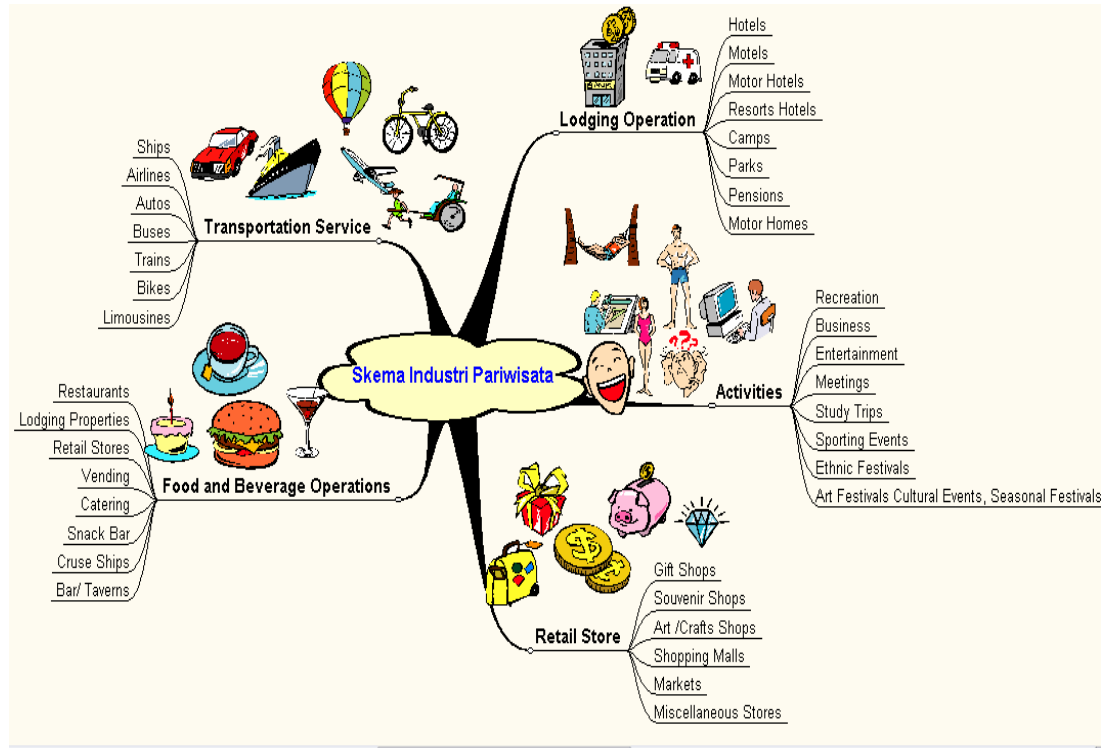 Skema Industri Pariwisata
Lodging Operation
Hotels
Motels
Motor Hotels
Resorts Hotels
Camps
Parks
Pensions
Motor Homes
Activities
Recreation
Business
Entertainment
Meetings
Study Trips
Sporting Events
Ethnic Festivals
Art Festivals Cultural Events, Seasonal Festivals
???
Retail Store
Gift Shops
Souvenir Shops
Art /Crafts Shops
Shopping Malls
Markets
Miscellaneous Stores
Food and Beverage Operations
Restaurants
Lodging Properties
Retail Stores
Vending
Catering
Snack Bar
Cruse Ships
Bar/ Taverns
Transportation Service
Ships
Airlines
Autos
Buses
Trains
Bikes
Limousines